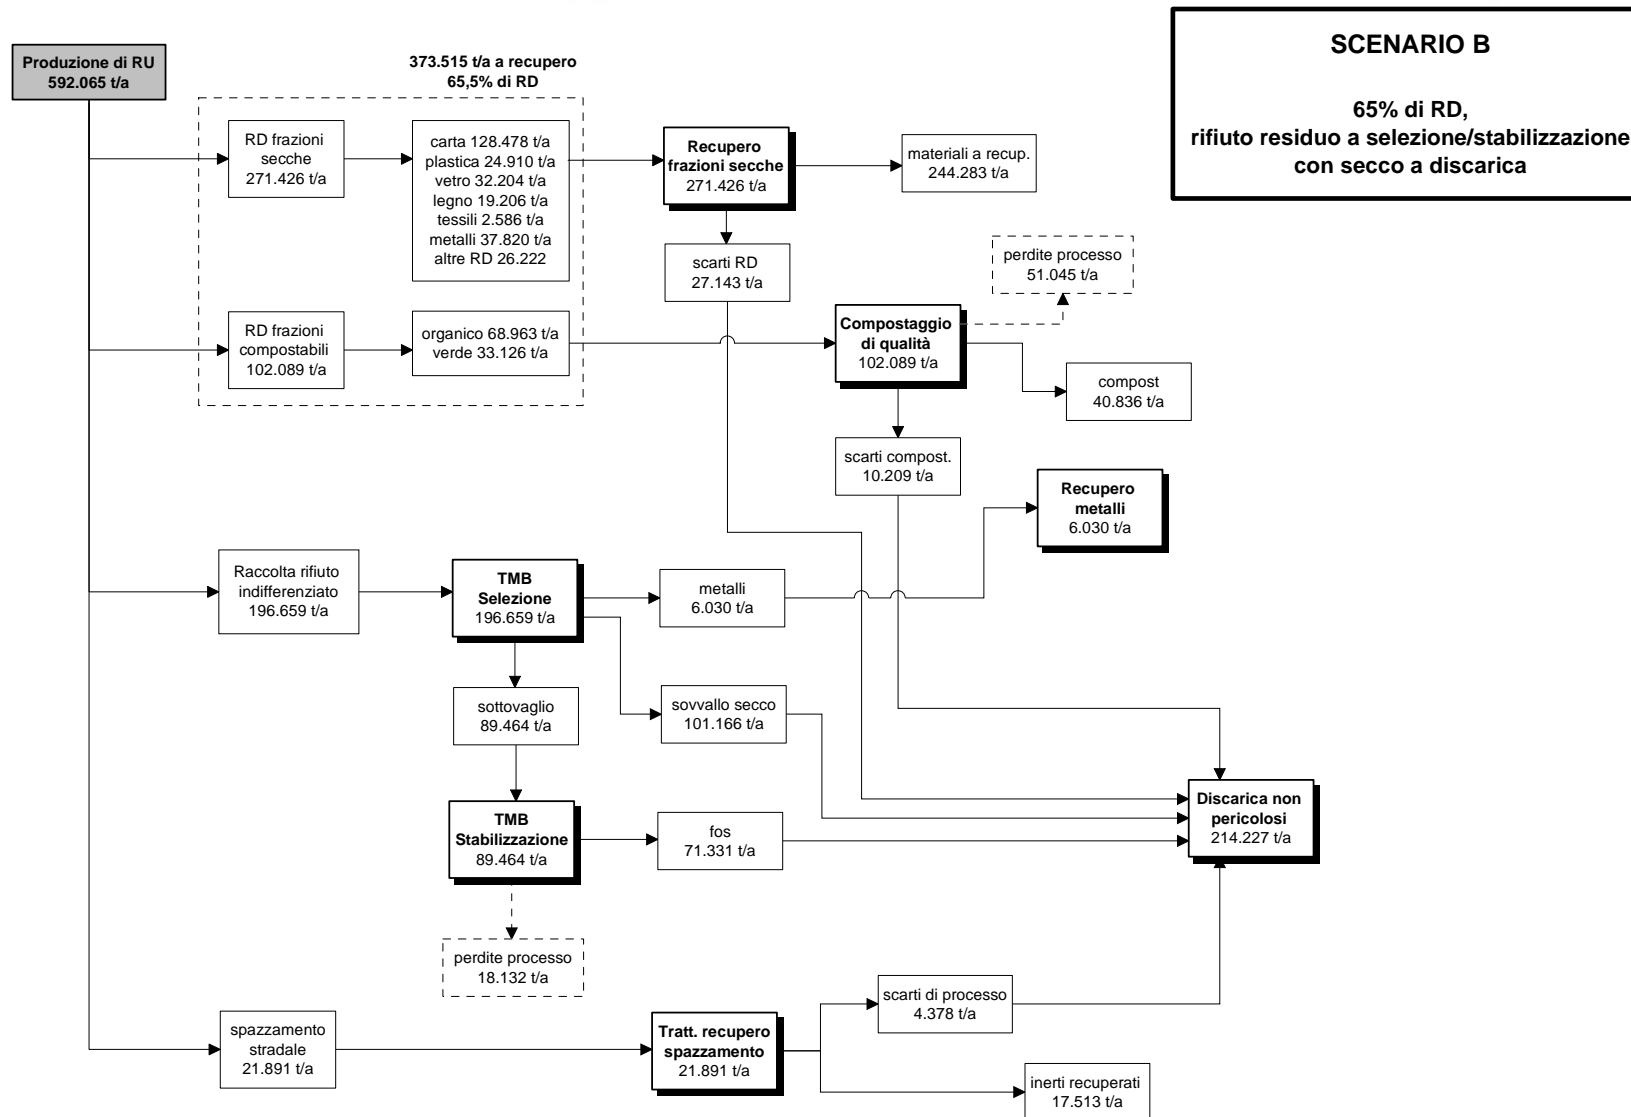 SCENARIO B
65% di RD,
rifiuto residuo a selezione/stabilizzazione
con secco a discarica
Produzione di RU
592.065 t/a
373.515 t/a a recupero
65,5% di RD
RD frazioni
secche
271.426 t/a
carta 128.478 t/a
plastica 24.910 t/a
vetro 32.204 t/a
legno 19.206 t/a
tessili 2.586 t/a
metalli 37.820 t/a
altre RD 26.222
Recupero
frazioni secche
271.426 t/a
materiali a recup.
244.283 t/a
scarti RD
27.143 t/a
perdite processo
51.045 t/a
RD frazioni
compostabili
102.089 t/a
organico 68.963 t/a
verde 33.126 t/a
Compostaggio
di qualità
102.089 t/a
compost
40.836 t/a
scarti compost.
10.209 t/a
Recupero
metalli
6.030 t/a
Raccolta rifiuto
indifferenziato
196.659 t/a
TMB
Selezione
196.659 t/a
metalli
6.030 t/a
sottovaglio
89.464 t/a
sovvallo secco
101.166 t/a
TMB
Stabilizzazione
89.464 t/a
fos
71.331 t/a
Discarica non
pericolosi
214.227 t/a
perdite processo
18.132 t/a
spazzamento
stradale
21.891 t/a
Tratt. recupero
spazzamento
21.891 t/a
scarti di processo
4.378 t/a
inerti recuperati
17.513 t/a